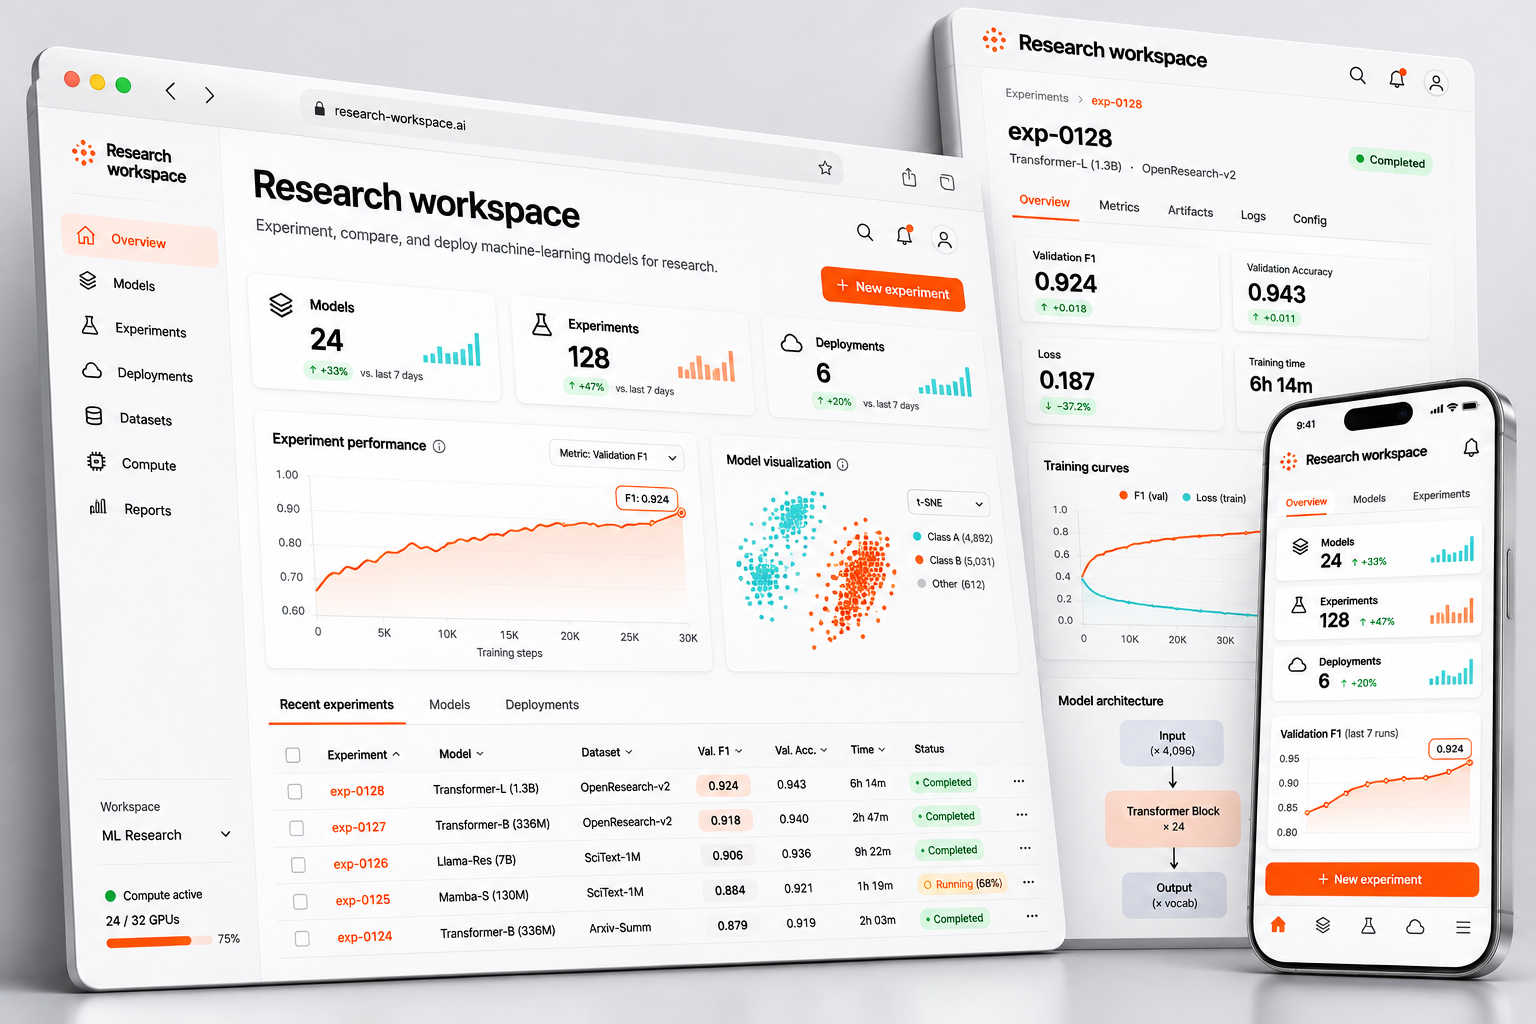 research-workspace.ai
Research
workspace
Overview
Models
Experiments
Deployments
Datasets
Compute
Reports
Workspace
ML Research
Compute active
24 / 32 GPUs
75%
Research workspace
Experiment, compare, and deploy machine-learning models for research.
+ New experiment
Models
24
↑ +33% vs. last 7 days
Experiments
128
↑ +47% vs. last 7 days
Deployments
6
↑ +20% vs. last 7 days
Experiment performance
Metric: Validation F1
F1: 0.924
1.00
0.90
0.80
0.70
0.60
0 5K 10K 15K 20K 25K 30K
Training steps
Model visualization
t-SNE
Class A (4,892)
Class B (5,031)
Other (612)
Recent experiments Models Deployments
Experiment Model Dataset Val. F1 Val. Acc. Time Status
exp-0128 Transformer-L (1.3B) OpenResearch-v2 0.924 0.943 6h 14m Completed
exp-0127 Transformer-B (336M) OpenResearch-v2 0.918 0.940 2h 47m Completed
exp-0126 Llama-Res (7B) SciText-1M 0.906 0.936 9h 22m Completed
exp-0125 Mamba-S (130M) SciText-1M 0.884 0.921 1h 19m Running (68%)
exp-0124 Transformer-B (336M) Arxiv-Summ 0.879 0.919 2h 03m Completed
Research workspace
Experiments > exp-0128
exp-0128
Transformer-L (1.3B) · OpenResearch-v2
Completed
Overview Metrics Artifacts Logs Config
Validation F1
0.924
↑ +0.018
Validation Accuracy
0.943
↑ +0.011
Loss
0.187
↓ −37.2%
Training time
6h 14m
Training curves
F1 (val) Loss (train)
1.0
0.8
0.6
0.4
0.2
0.0
0 10K 20K 30K
Model architecture
Input
(× 4,096)
Transformer Block
× 24
Output
(× vocab)
9:41
Research workspace
Overview Models Experiments
Models
24 ↑ +33%
Experiments
128 ↑ +47%
Deployments
6 ↑ +20%
Validation F1 (last 7 runs)
0.924
0.95
0.90
0.85
0.80
+ New experiment